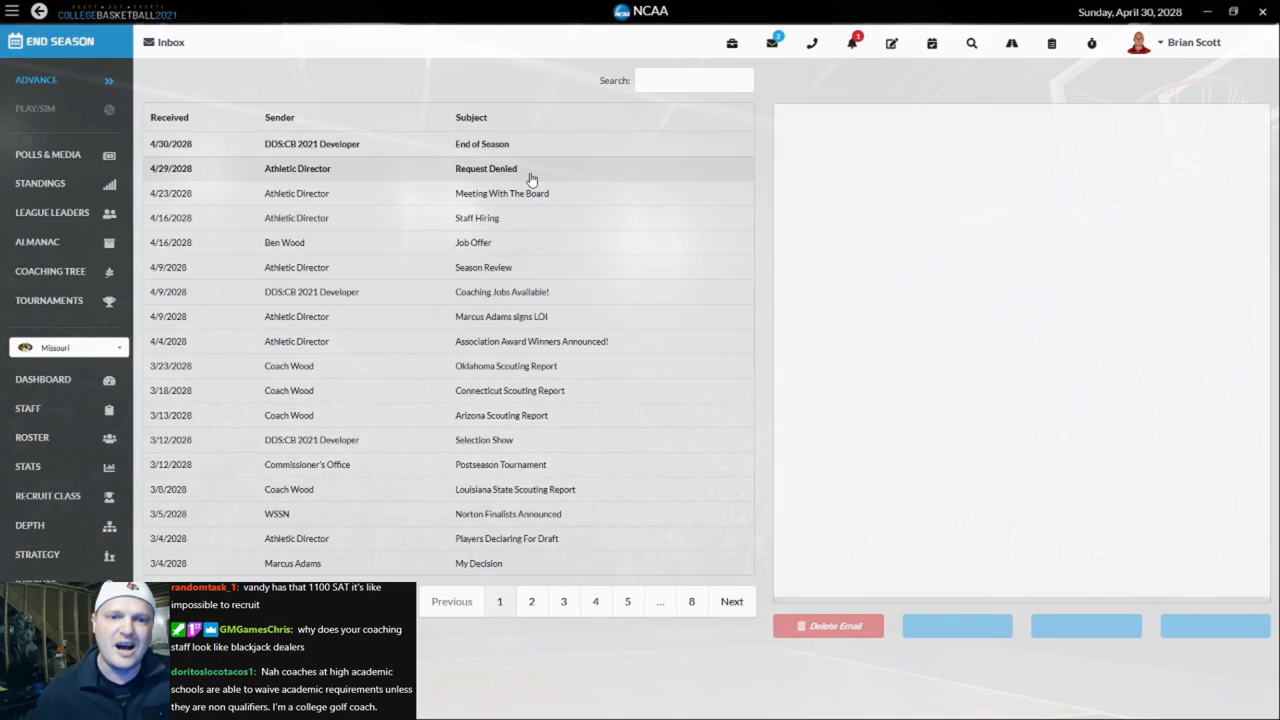 DRAFT • DAY • SPORTS
COLLEGEBASKETBALL2021
NCAA
Sunday, April 30, 2028
END SEASON
Inbox
2
1
Brian Scott
ADVANCE
PLAY/SIM
POLLS & MEDIA
STANDINGS
LEAGUE LEADERS
ALMANAC
COACHING TREE
TOURNAMENTS
Missouri
DASHBOARD
STAFF
ROSTER
STATS
RECRUIT CLASS
DEPTH
STRATEGY
Search:
Received Sender Subject
4/30/2028 DDS:CB 2021 Developer End of Season
4/29/2028 Athletic Director Request Denied
4/23/2028 Athletic Director Meeting With The Board
4/16/2028 Athletic Director Staff Hiring
4/16/2028 Ben Wood Job Offer
4/9/2028 Athletic Director Season Review
4/9/2028 DDS:CB 2021 Developer Coaching Jobs Available!
4/9/2028 Athletic Director Marcus Adams signs LOI
4/4/2028 Athletic Director Association Award Winners Announced!
3/23/2028 Coach Wood Oklahoma Scouting Report
3/18/2028 Coach Wood Connecticut Scouting Report
3/13/2028 Coach Wood Arizona Scouting Report
3/12/2028 DDS:CB 2021 Developer Selection Show
3/12/2028 Commissioner's Office Postseason Tournament
3/8/2028 Coach Wood Louisiana State Scouting Report
3/5/2028 WSSN Norton Finalists Announced
3/4/2028 Athletic Director Players Declaring For Draft
3/4/2028 Marcus Adams My Decision
Previous 1 2 3 4 5 ... 8 Next
Delete Email
randomtask_1: vandy has that 1100 SAT it's like
impossible to recruit
GMGamesChris: why does your coaching
staff look like blackjack dealers
doritoslocotacos1: Nah coaches at high academic
schools are able to waive academic requirements unless
they are non qualifiers. I'm a college golf coach.